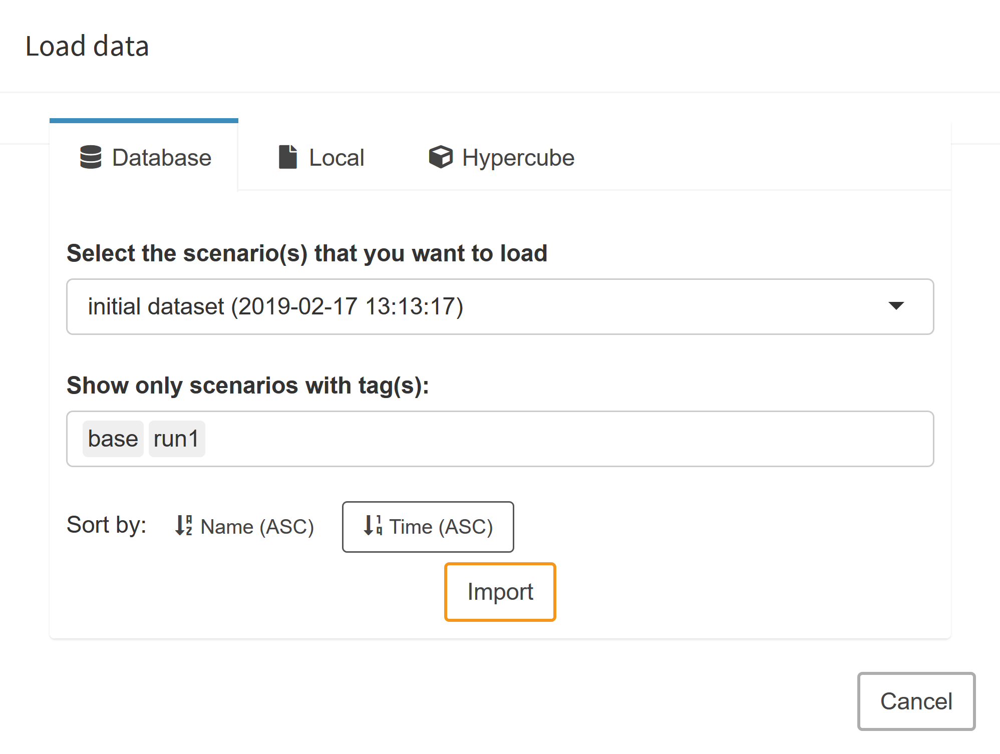 Load data
Database Local Hypercube
Select the scenario(s) that you want to load
initial dataset (2019-02-17 13:13:17)
Show only scenarios with tag(s):
base run1
Sort by: Name (ASC) Time (ASC)
Import
Cancel